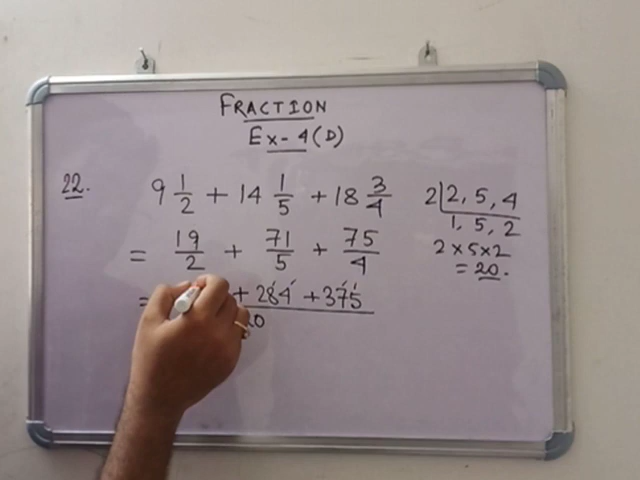 FRACTION
Ex-4(D)
22. 9 1/2 + 14 1/5 + 18 3/4
2|2, 5, 4
1, 5, 2
2×5×2
= 20.
= 19/2 + 71/5 + 75/4
= + 284 + 375